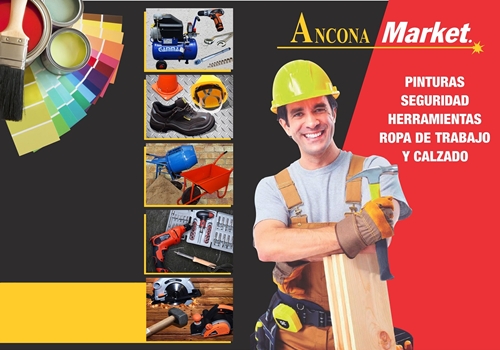 ANCONA Market.
PINTURAS
SEGURIDAD
HERRAMIENTAS
ROPA DE TRABAJO
Y CALZADO